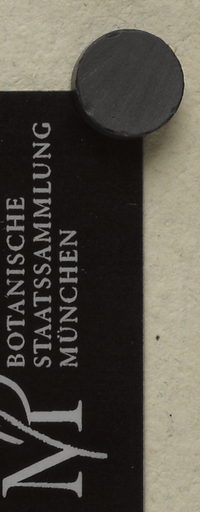 BOTANISCHE
STAATSSAMMLUNG
MÜNCHEN
M